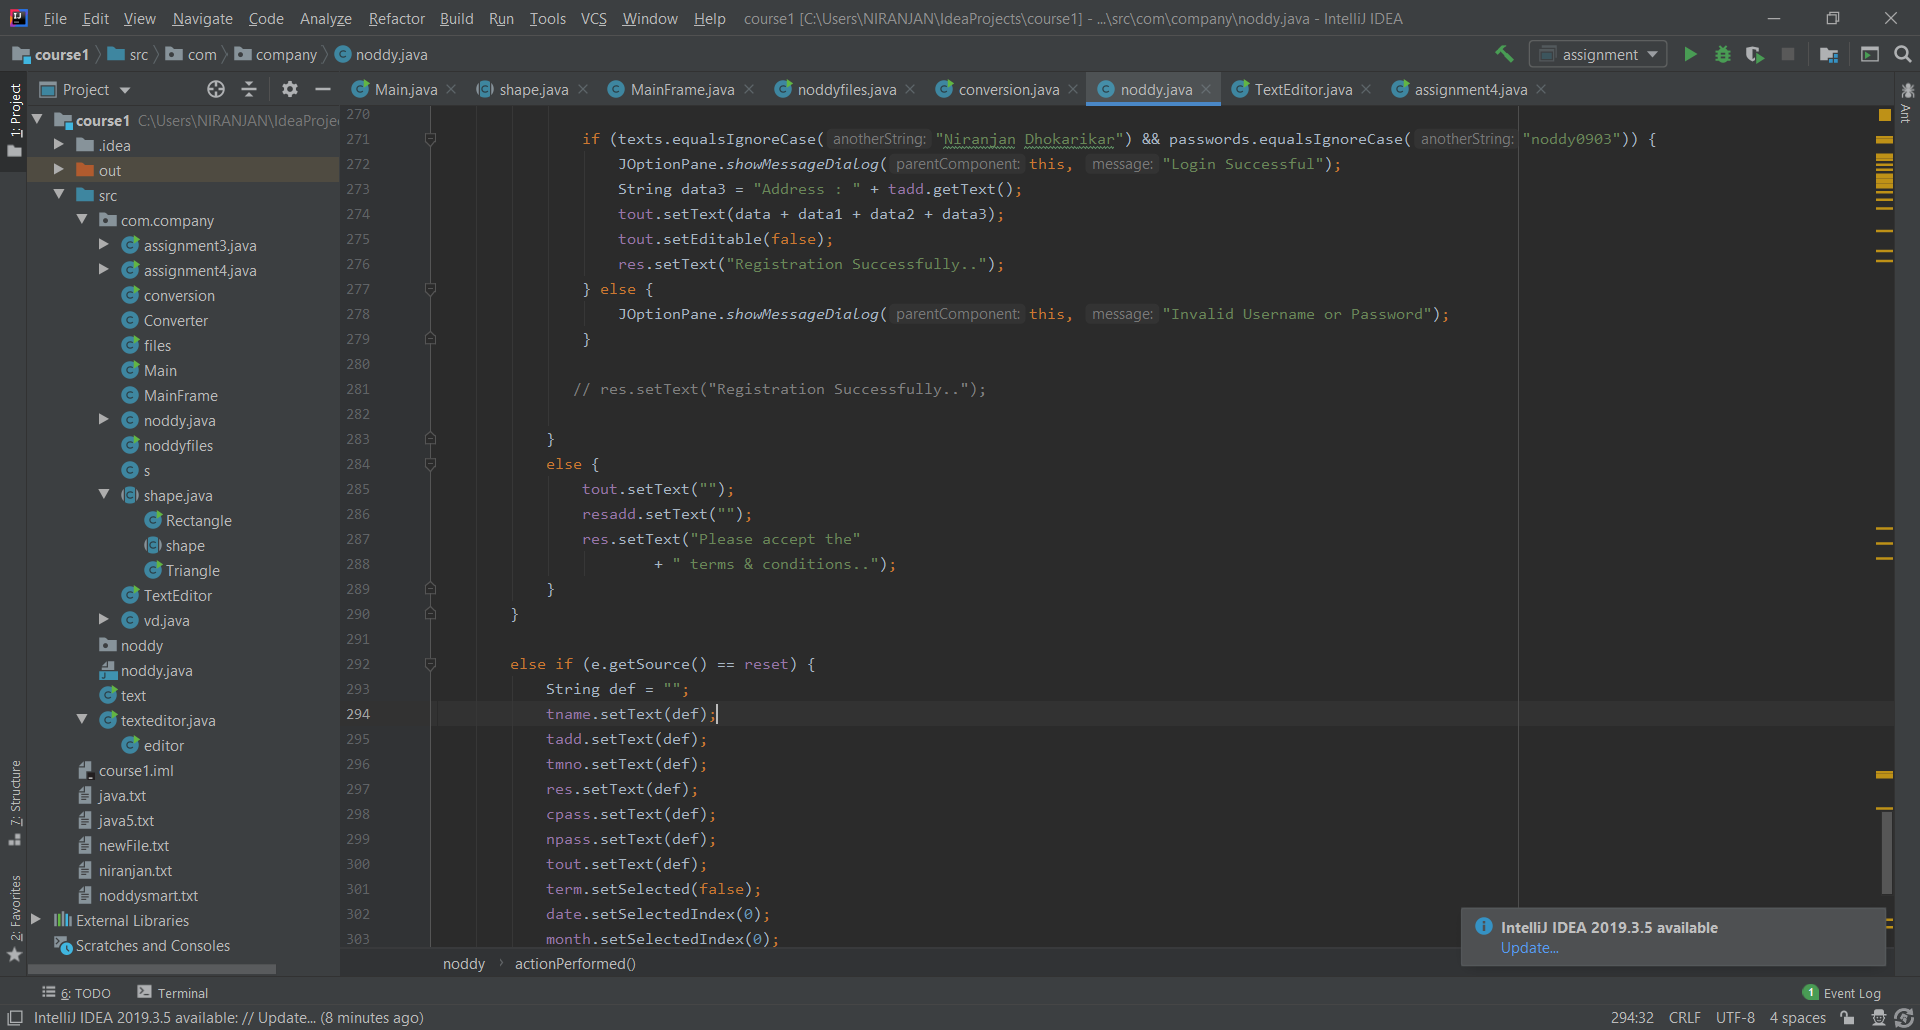 File Edit View Navigate Code Analyze Refactor Build Run Tools VCS Window Help course1 [C:\Users\NIRANJAN\IdeaProjects\course1] - ...\src\com\company\noddy.java - IntelliJ IDEA
course1 src com company noddy.java assignment
Project Main.java shape.java MainFrame.java noddyfiles.java conversion.java noddy.java TextEditor.java assignment4.java
1: Project
Ant
course1 C:\Users\NIRANJAN\IdeaProje
.idea
out
src
com.company
assignment3.java
assignment4.java
conversion
Converter
files
Main
MainFrame
noddy.java
noddyfiles
s
shape.java
Rectangle
shape
Triangle
TextEditor
vd.java
noddy
noddy.java
text
texteditor.java
editor
course1.iml
java.txt
java5.txt
newFile.txt
niranjan.txt
noddysmart.txt
External Libraries
Scratches and Consoles
7: Structure
2: Favorites
270
271 if (texts.equalsIgnoreCase( anotherString: "Niranjan Dhokarikar") && passwords.equalsIgnoreCase( anotherString: "noddy0903")) {
272 JOptionPane.showMessageDialog( parentComponent: this, message: "Login Successful");
273 String data3 = "Address : " + tadd.getText();
274 tout.setText(data + data1 + data2 + data3);
275 tout.setEditable(false);
276 res.setText("Registration Successfully..");
277 } else {
278 JOptionPane.showMessageDialog( parentComponent: this, message: "Invalid Username or Password");
279 }
280
281 // res.setText("Registration Successfully..");
282
283 }
284 else {
285 tout.setText("");
286 resadd.setText("");
287 res.setText("Please accept the"
288 + " terms & conditions..");
289 }
290 }
291
292 else if (e.getSource() == reset) {
293 String def = "";
294 tname.setText(def);
295 tadd.setText(def);
296 tmno.setText(def);
297 res.setText(def);
298 cpass.setText(def);
299 npass.setText(def);
300 tout.setText(def);
301 term.setSelected(false);
302 date.setSelectedIndex(0);
303 month.setSelectedIndex(0);
noddy actionPerformed()
IntelliJ IDEA 2019.3.5 available
Update...
6: TODO Terminal 1 Event Log
IntelliJ IDEA 2019.3.5 available: // Update... (8 minutes ago) 294:32 CRLF UTF-8 4 spaces